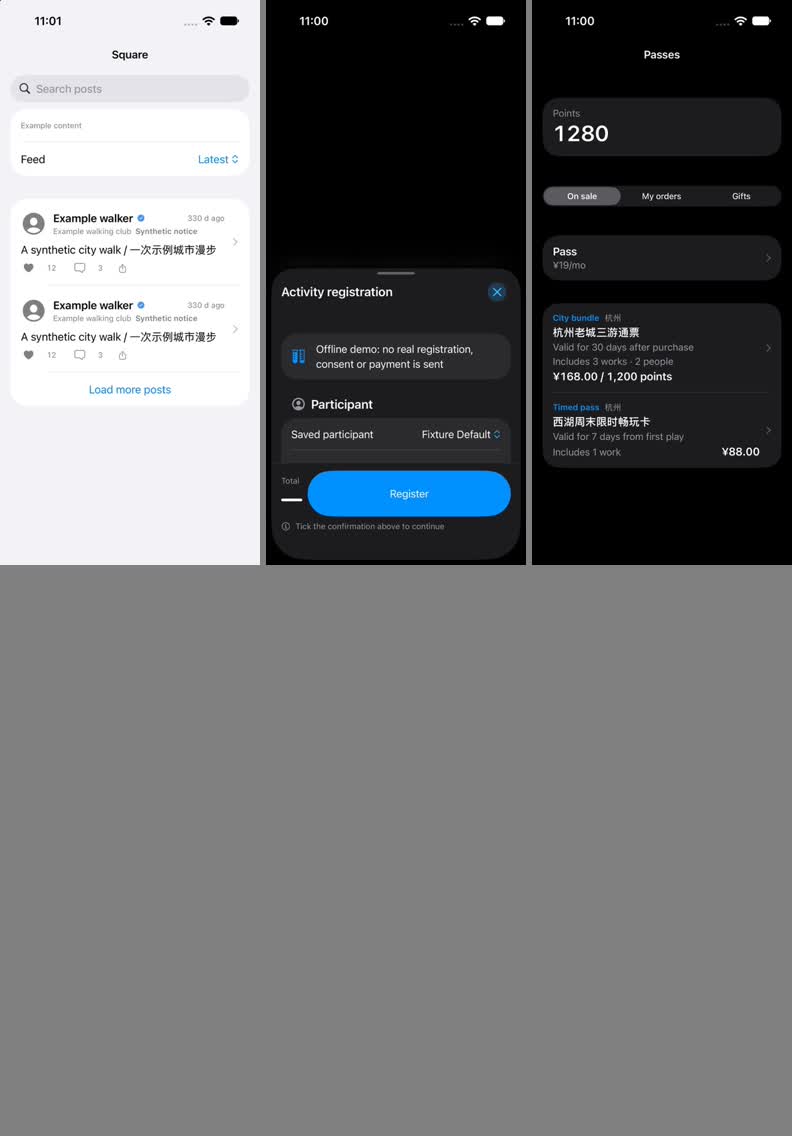 11:01
Square
Search posts
Example content
Feed
Latest
Example walker
330 d ago
Example walking club Synthetic notice
A synthetic city walk / 一次示例城市漫步
12
3
Example walker
330 d ago
Example walking club Synthetic notice
A synthetic city walk / 一次示例城市漫步
12
3
Load more posts
11:00
Activity registration
Offline demo: no real registration,
consent or payment is sent
Participant
Saved participant
Fixture Default
Total
Register
Tick the confirmation above to continue
11:00
Passes
Points
1280
On sale
My orders
Gifts
Pass
¥19/mo
City bundle 杭州
杭州老城三游通票
Valid for 30 days after purchase
Includes 3 works · 2 people
¥168.00 / 1,200 points
Timed pass 杭州
西湖周末限时畅玩卡
Valid for 7 days from first play
Includes 1 work
¥88.00